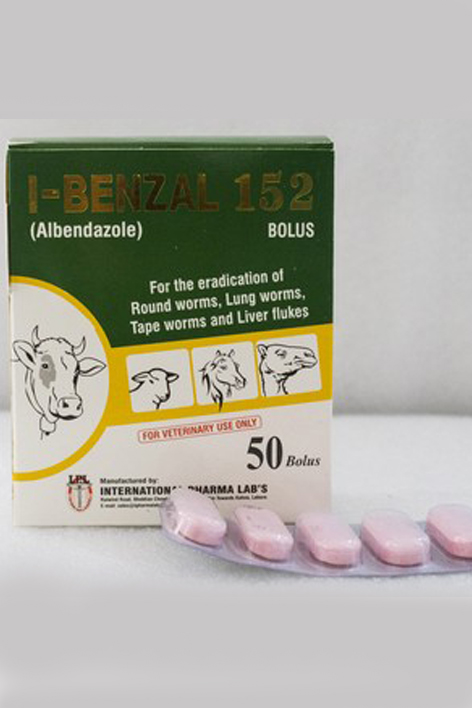 I-BENZAL 152
(Albendazole) BOLUS
For the eradication of
Round worms, Lung worms,
Tape worms and Liver flukes
FOR VETERINARY USE ONLY
50 Bolus
LPL
Manufactured by:
INTERNATIONAL PHARMA LAB'S